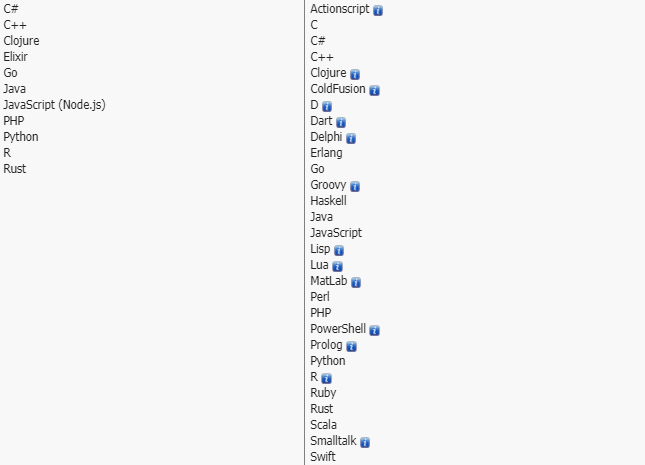 C#
C++
Clojure
Elixir
Go
Java
JavaScript (Node.js)
PHP
Python
R
Rust
Actionscript
C
C#
C++
Clojure
ColdFusion
D
Dart
Delphi
Erlang
Go
Groovy
Haskell
Java
JavaScript
Lisp
Lua
MatLab
Perl
PHP
PowerShell
Prolog
Python
R
Ruby
Rust
Scala
Smalltalk
Swift